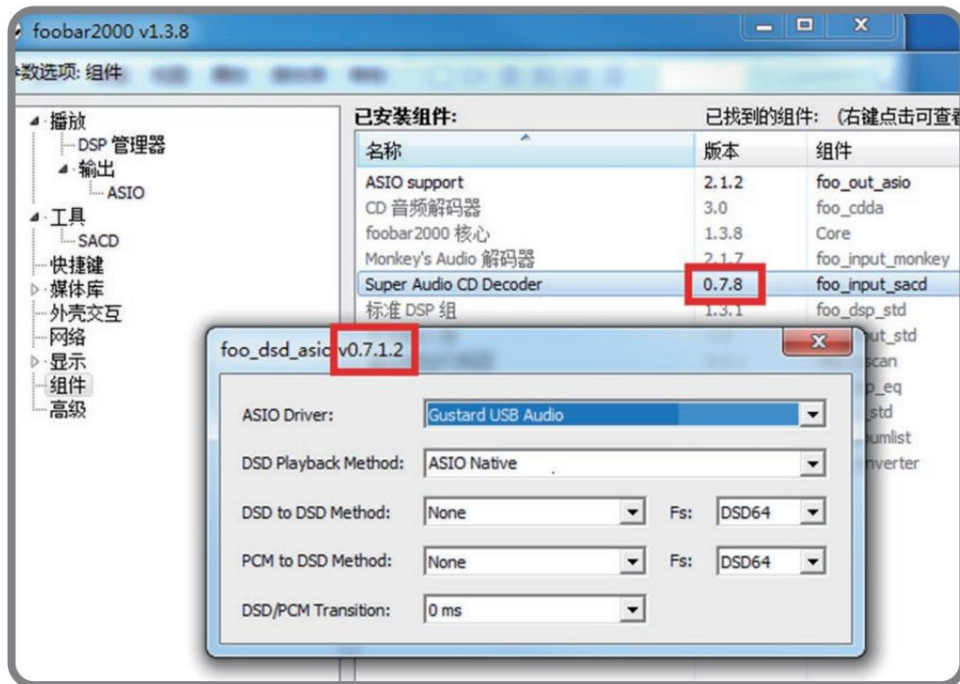 foobar2000 v1.3.8
参数选项: 组件
播放
DSP 管理器
输出
ASIO
工具
SACD
快捷键
媒体库
外壳交互
网络
显示
组件
高级
已安装组件: 已找到的组件: (右键点击可查看
名称 版本 组件
ASIO support 2.1.2 foo_out_asio
CD 音频解码器 3.0 foo_cdda
foobar2000 核心 1.3.8 Core
Monkey's Audio 解码器 2.1.7 foo_input_monkey
Super Audio CD Decoder 0.7.8 foo_input_sacd
标准 DSP 组 1.3.1 foo_dsp_std
foo_dsd_asio v0.7.1.2
ASIO Driver: Gustard USB Audio
DSD Playback Method: ASIO Native
DSD to DSD Method: None Fs: DSD64
PCM to DSD Method: None Fs: DSD64
DSD/PCM Transition: 0 ms